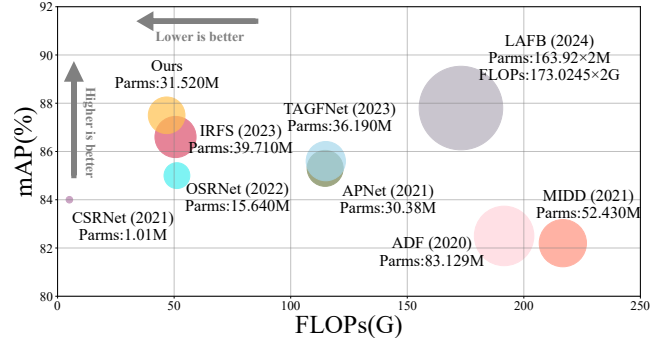 Lower is better
Higher is better
LAFB (2024)
Parms:163.92×2M
FLOPs:173.0245×2G
Ours
Parms:31.520M
TAGFNet (2023)
Parms:36.190M
IRFS (2023)
Parms:39.710M
OSRNet (2022)
Parms:15.640M
APNet (2021)
Parms:30.38M
MIDD (2021)
Parms:52.430M
CSRNet (2021)
Parms:1.01M
ADF (2020)
Parms:83.129M
mAP(%)
92
90
88
86
84
82
80
0
50
100
150
200
250
FLOPs(G)